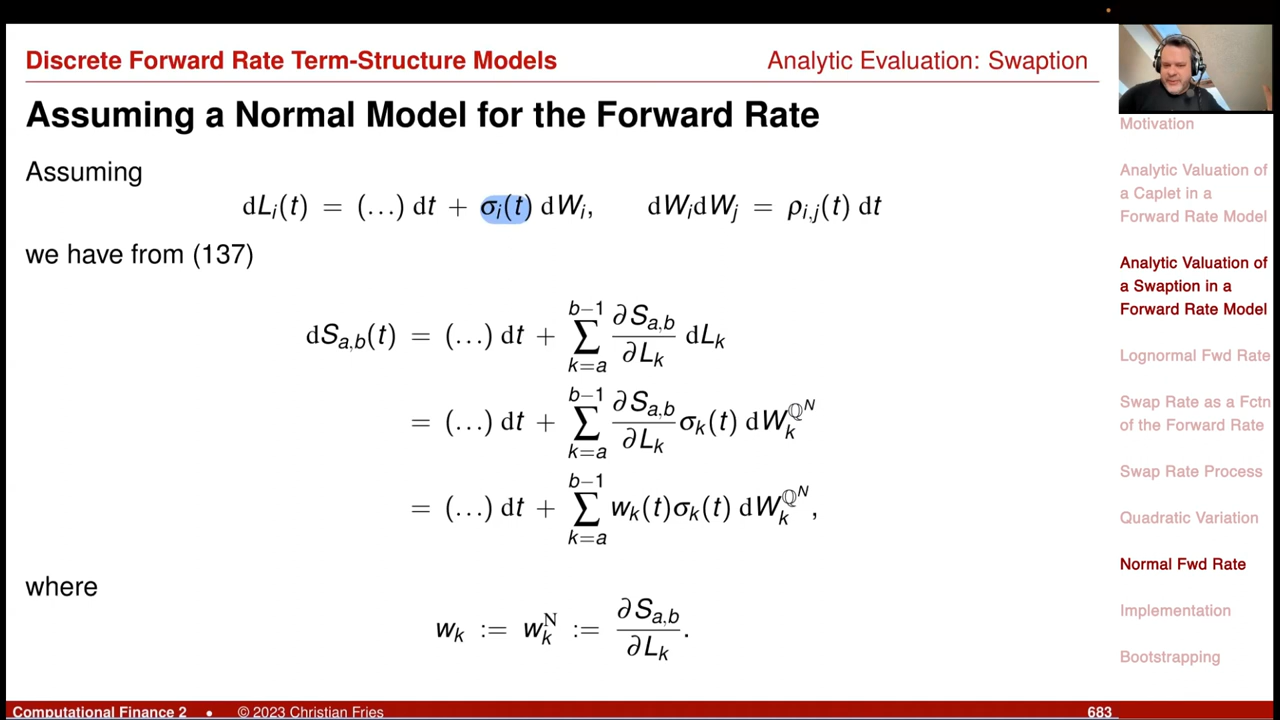 Discrete Forward Rate Term-Structure Models
Analytic Evaluation: Swaption
Assuming a Normal Model for the Forward Rate
Assuming
dL_i(t) = (…) dt + σ_i(t) dW_i, dW_i dW_j = ρ_{i,j}(t) dt
we have from (137)
dS_{a,b}(t) = (…) dt + ∑_{k=a}^{b−1} ∂S_{a,b}/∂L_k dL_k
= (…) dt + ∑_{k=a}^{b−1} ∂S_{a,b}/∂L_k σ_k(t) dW_k^{ℚ^N}
= (…) dt + ∑_{k=a}^{b−1} w_k(t)σ_k(t) dW_k^{ℚ^N},
where
w_k := w_k^N := ∂S_{a,b}/∂L_k.
Motivation
Analytic Valuation of
a Caplet in a
Forward Rate Model
Analytic Valuation of
a Swaption in a
Forward Rate Model
Lognormal Fwd Rate
Swap Rate as a Fctn
of the Forward Rate
Swap Rate Process
Quadratic Variation
Normal Fwd Rate
Implementation
Bootstrapping
Computational Finance 2 • © 2023 Christian Fries
683